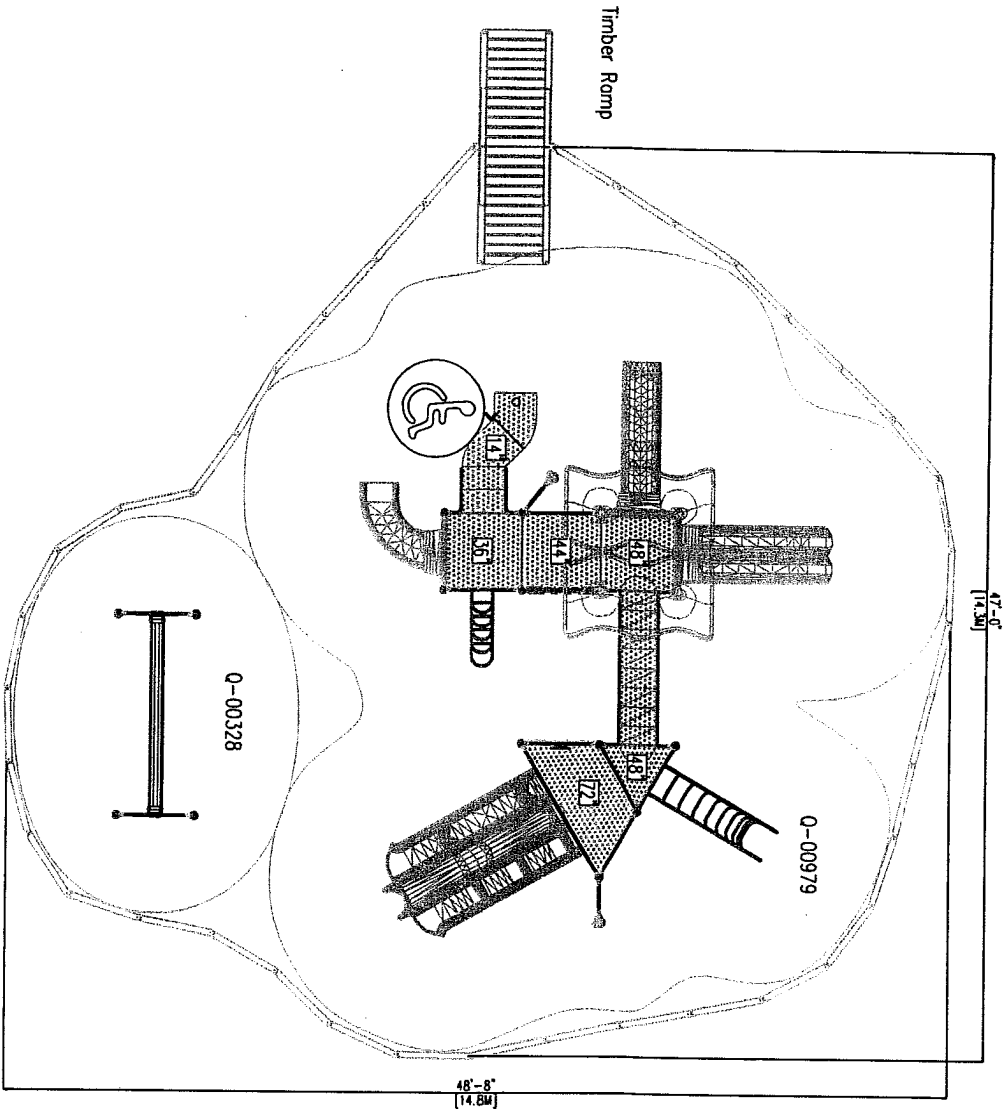 Timber Ramp
47'-0"
[14.3M]
14"
36"
44"
48"
48"
72"
Q-00979
Q-00328
48'-8"
[14.8M]